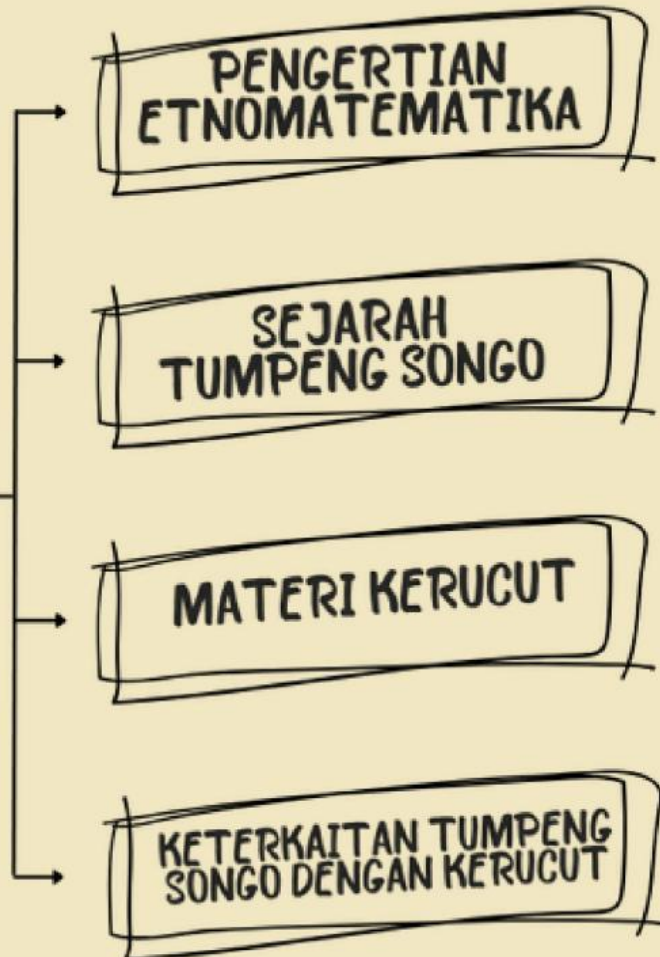 PENGERTIAN
ETNOMATEMATIKA
SEJARAH
TUMPENG SONGO
MATERI KERUCUT
KETERKAITAN TUMPENG
SONGO DENGAN KERUCUT